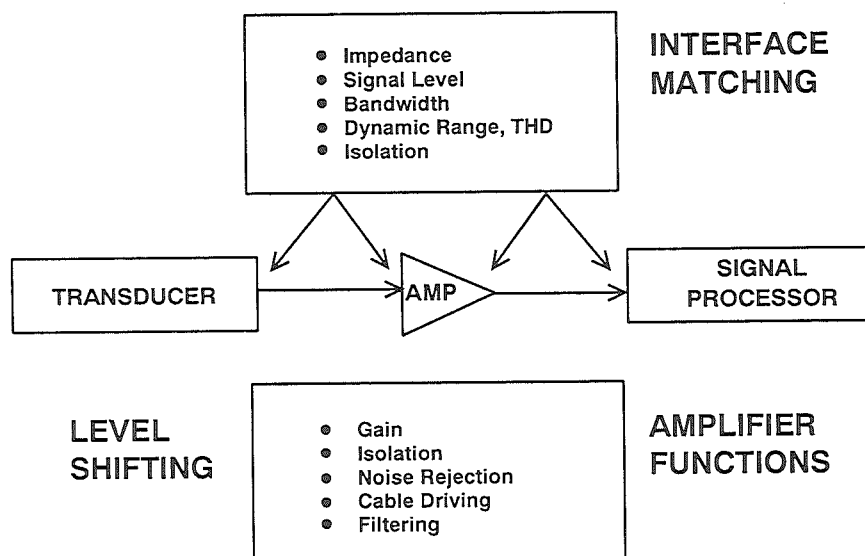 INTERFACE
MATCHING
● Impedance
● Signal Level
● Bandwidth
● Dynamic Range, THD
● Isolation
TRANSDUCER
AMP
SIGNAL
PROCESSOR
LEVEL
SHIFTING
● Gain
● Isolation
● Noise Rejection
● Cable Driving
● Filtering
AMPLIFIER
FUNCTIONS